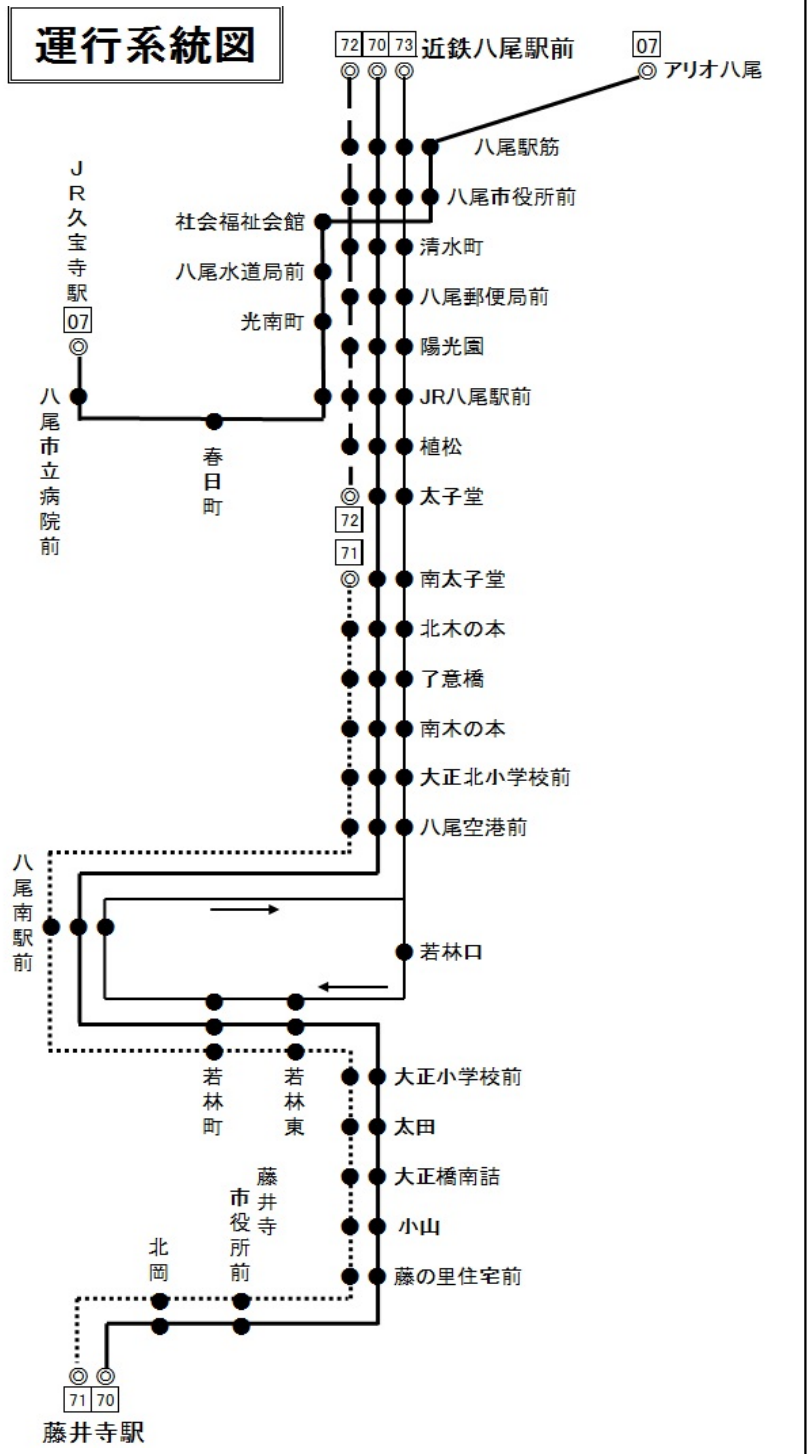 運行系統図
72 70 73 近鉄八尾駅前
07
アリオ八尾
八尾駅筋
八尾市役所前
JR久宝寺駅
07
社会福祉会館
清水町
八尾水道局前
八尾郵便局前
光南町
陽光園
八尾市立病院前
JR八尾駅前
春日町
植松
太子堂
72
71
南太子堂
北木の本
了意橋
南木の本
大正北小学校前
八尾空港前
八尾南駅前
若林口
若林町
若林東
大正小学校前
太田
大正橋南詰
藤井寺
市役所前
小山
北岡
藤の里住宅前
71 70
藤井寺駅